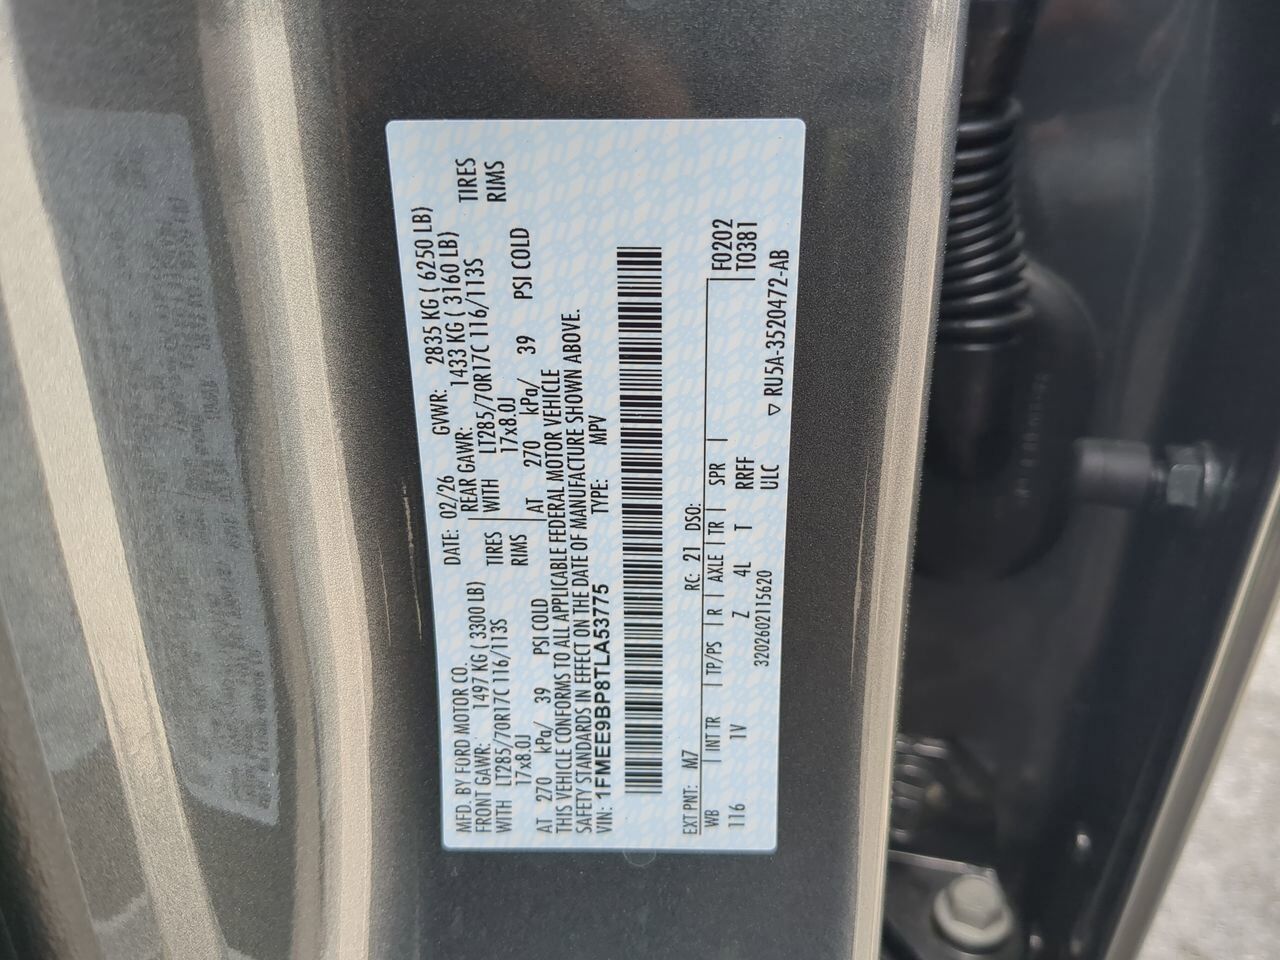 MFD. BY FORD MOTOR CO.
DATE: 02/26 GVWR: 2835 KG ( 6250 LB)
FRONT GAWR: 1497 KG ( 3300 LB) REAR GAWR: 1433 KG ( 3160 LB)
WITH LT285/70R17C 116/113S TIRES WITH LT285/70R17C 116/113S TIRES
17x8.0J RIMS 17x8.0J RIMS
AT 270 kPa/ 39 PSI COLD AT 270 kPa/ 39 PSI COLD
THIS VEHICLE CONFORMS TO ALL APPLICABLE FEDERAL MOTOR VEHICLE
SAFETY STANDARDS IN EFFECT ON THE DATE OF MANUFACTURE SHOWN ABOVE.
VIN: 1FMEE9BP8TLA53775 TYPE: MPV
EXT PNT: M7 RC: 21 DSO:
WB INT TR TP/PS R AXLE TR SPR F0202
116 1V Z 4L T RRFF T0381
3202602115620 ULC
▽ RU5A-3520472-AB